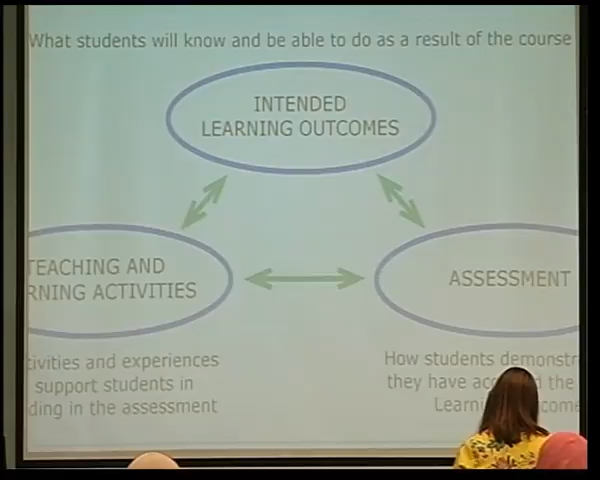 What students will know and be able to do as a result of the course
INTENDED
LEARNING OUTCOMES
TEACHING AND
RNING ACTIVITIES
ASSESSMENT
tivities and experiences
support students in
ding in the assessment
How students demonstr
they have the
Learni